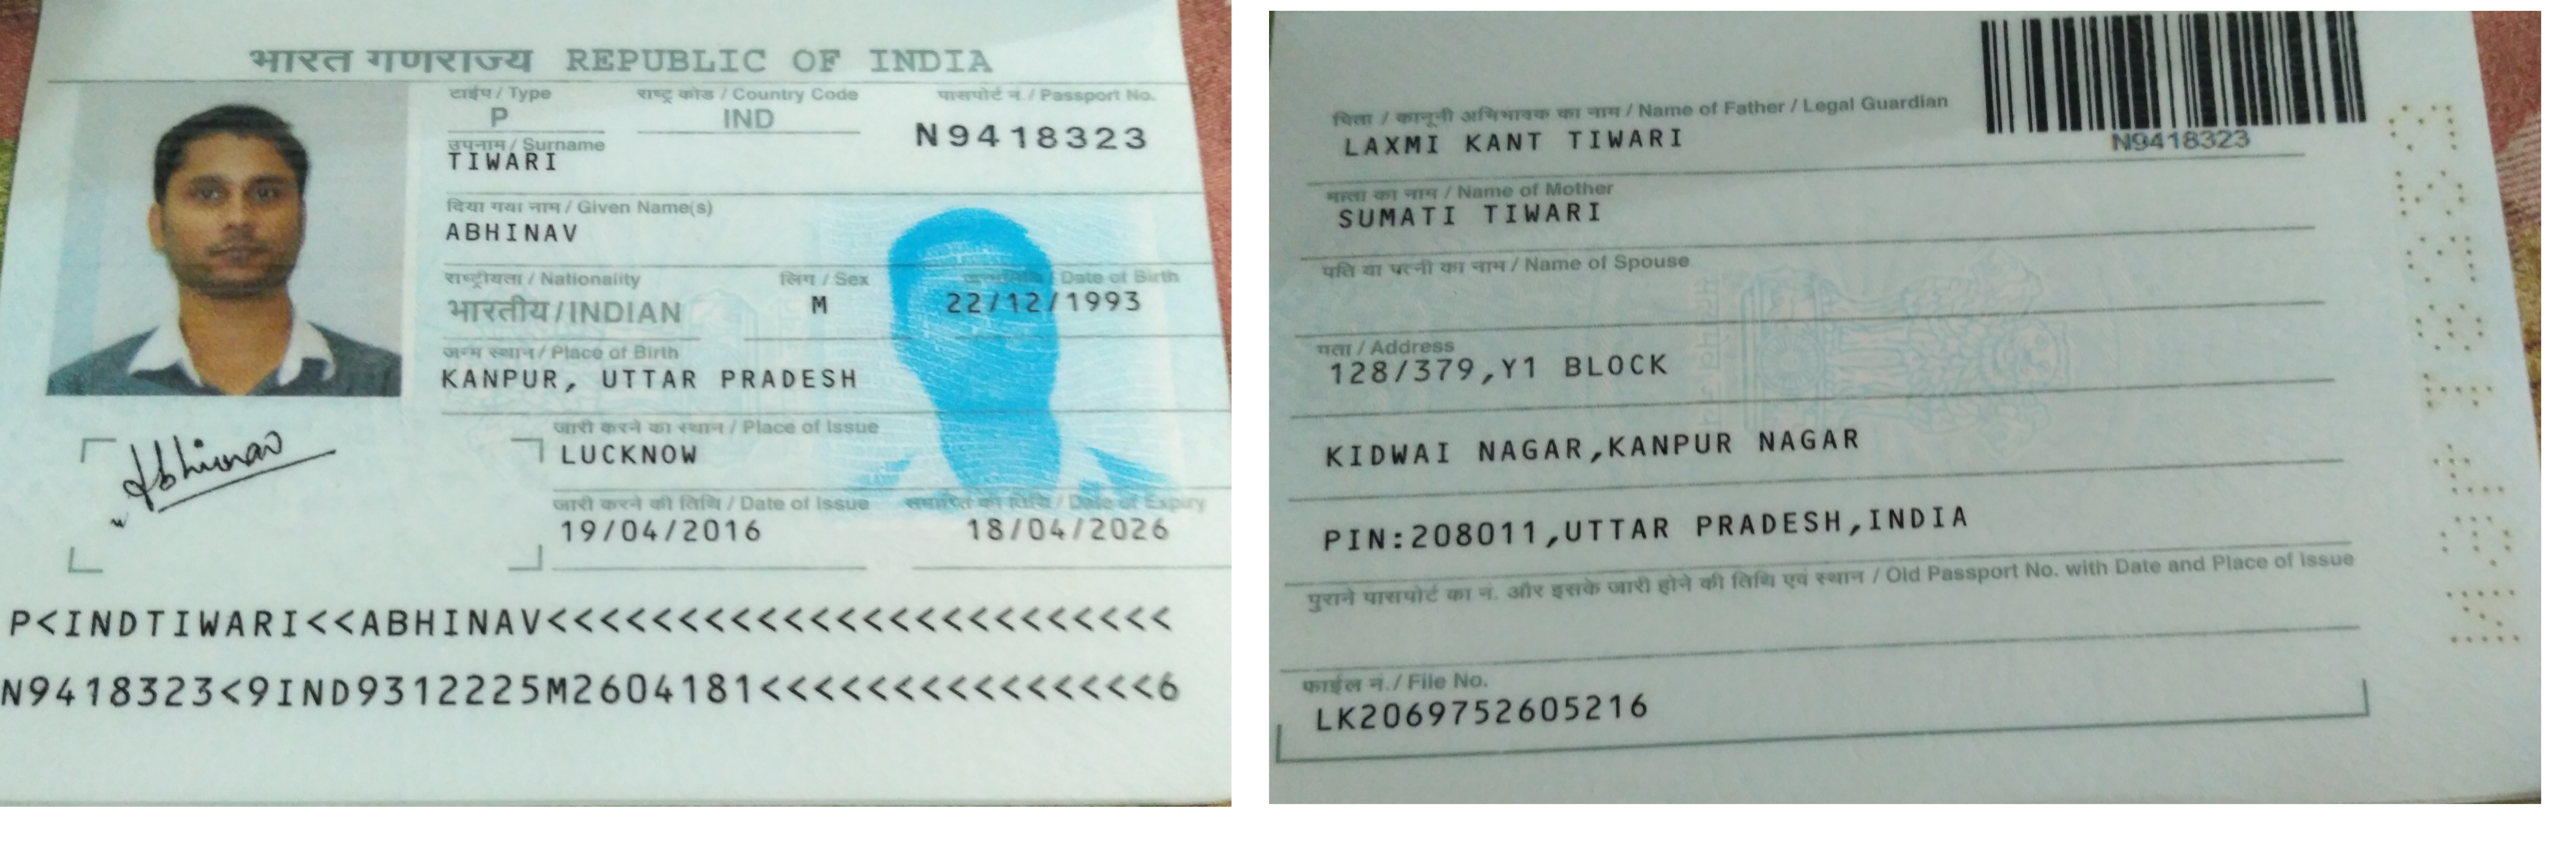 भारत गणराज्य REPUBLIC OF INDIA
टाईप / Type
P
राष्ट्र कोड / Country Code
IND
पासपोर्ट नं. / Passport No.
N9418323
उपनाम / Surname
TIWARI
दिया गया नाम / Given Name(s)
ABHINAV
राष्ट्रीयता / Nationality
भारतीय / INDIAN
लिंग / Sex
M
जन्मतिथि / Date of Birth
22/12/1993
जन्म स्थान / Place of Birth
KANPUR, UTTAR PRADESH
जारी करने का स्थान / Place of Issue
LUCKNOW
जारी करने की तिथि / Date of Issue
19/04/2016
समाप्ति की तिथि / Date of Expiry
18/04/2026
Abhinav
P<INDTIWARI<<ABHINAV<<<<<<<<<<<<<<<<<<<<<<<<
N9418323<9IND9312225M2604181<<<<<<<<<<<<<<<6
पिता / कानूनी अभिभावक का नाम / Name of Father / Legal Guardian
LAXMI KANT TIWARI
N9418323
माता का नाम / Name of Mother
SUMATI TIWARI
पति या पत्नी का नाम / Name of Spouse
पता / Address
128/379,Y1 BLOCK
KIDWAI NAGAR,KANPUR NAGAR
PIN:208011,UTTAR PRADESH,INDIA
पुराने पासपोर्ट का नं. और इसके जारी होने की तिथि एवं स्थान / Old Passport No. with Date and Place of Issue
फाईल नं. / File No.
LK2069752605216
N9418323